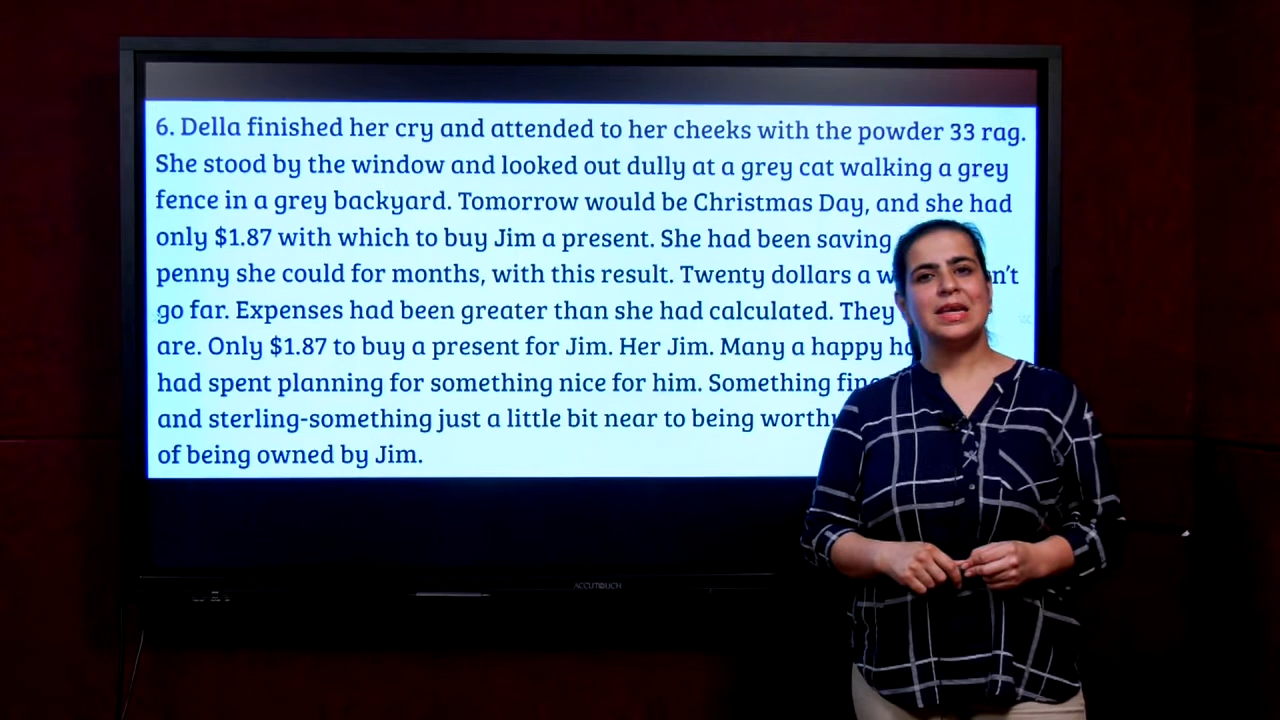 6. Della finished her cry and attended to her cheeks with the powder 33 rag.
She stood by the window and looked out dully at a grey cat walking a grey
fence in a grey backyard. Tomorrow would be Christmas Day, and she had
only $1.87 with which to buy Jim a present. She had been saving
penny she could for months, with this result. Twenty dollars a
go far. Expenses had been greater than she had calculated. They
are. Only $1.87 to buy a present for Jim. Her Jim. Many a happy
had spent planning for something nice for him. Something
and sterling-something just a little bit near to being
of being owned by Jim.
ACCUTOUCH